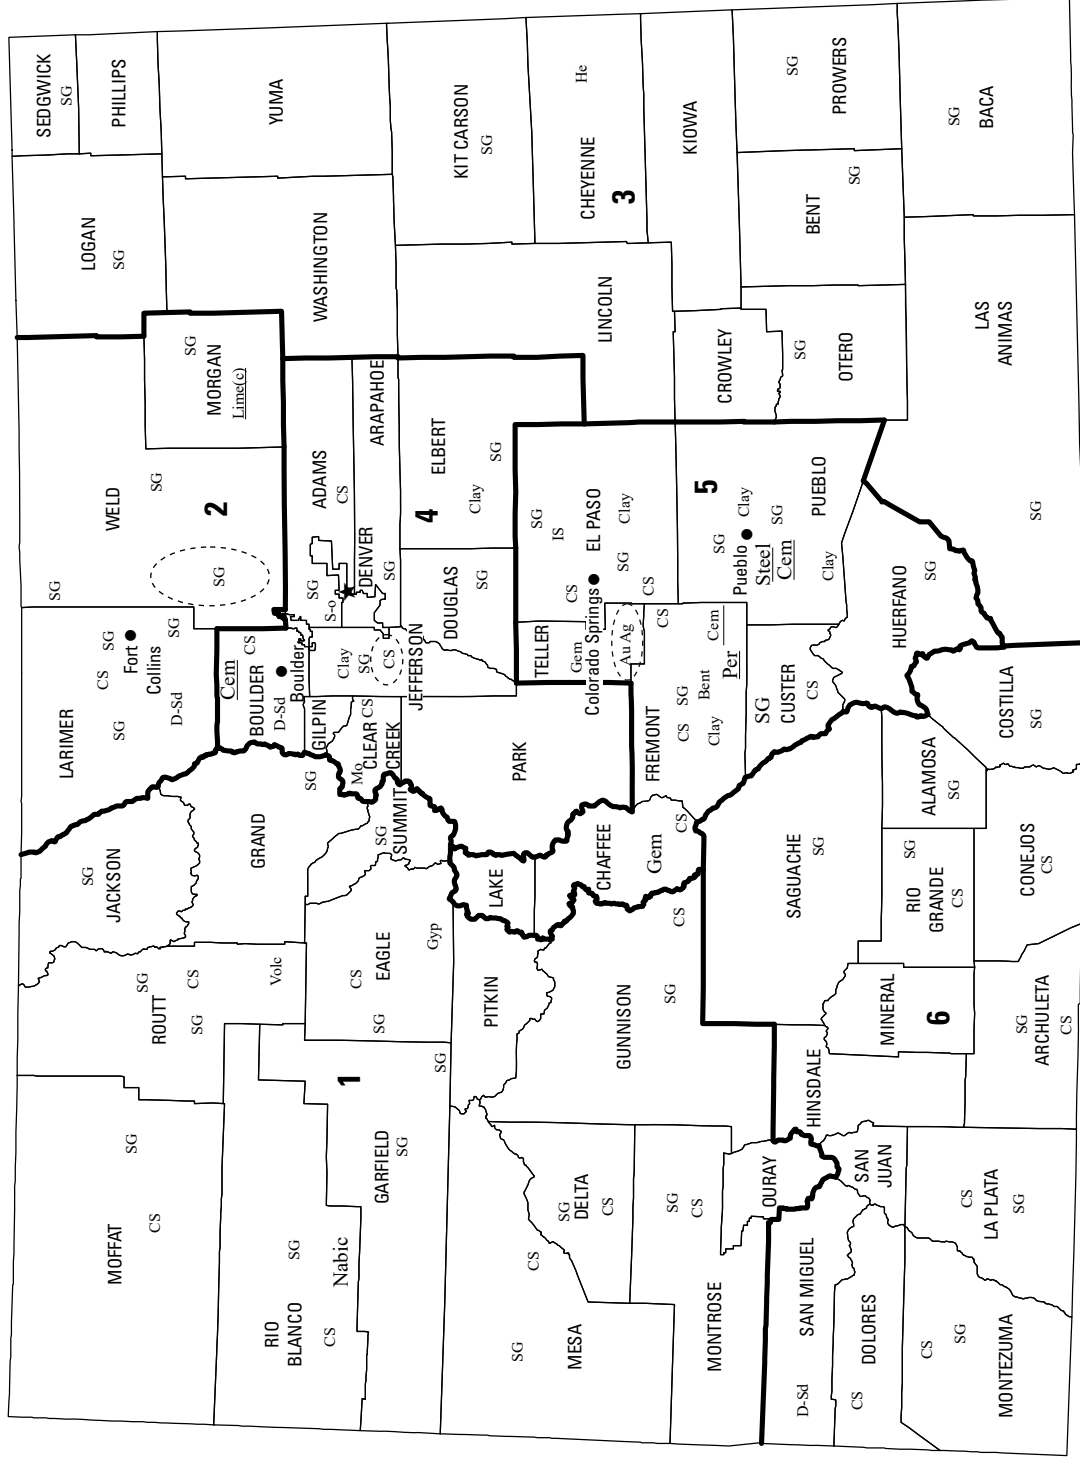 MOFFAT
SG
CS
ROUTT
SG
CS
SG
Volc
JACKSON
SG
LARIMER
SG
CS
SG
Fort
Collins
D-Sd
SG
SG
WELD
SG
SG
2
LOGAN
SG
SEDGWICK
SG
PHILLIPS
MORGAN
SG
Lime(c)
WASHINGTON
YUMA
RIO
BLANCO
SG
CS
Nabic
GARFIELD
SG
SG
1
GRAND
SG
EAGLE
CS
SG
Gyp
SUMMIT
SG
BOULDER
Cem
CS
D-Sd
Boulder
GILPIN
CLEAR
CREEK
Mo
CS
JEFFERSON
Clay
SG
CS
ADAMS
CS
SG
S-o
DENVER
SG
ARAPAHOE
4
DOUGLAS
SG
ELBERT
SG
Clay
KIT CARSON
SG
MESA
SG
CS
DELTA
SG
CS
PITKIN
LAKE
PARK
GUNNISON
SG
CS
CHAFFEE
Gem
CS
TELLER
Gem
Au Ag
EL PASO
SG
IS
Clay
SG
CS
CS
Colorado Springs
LINCOLN
CHEYENNE
He
3
KIOWA
MONTROSE
SG
CS
OURAY
FREMONT
CS
SG
Bent
Clay
CS
Cem
Per
CUSTER
SG
CS
PUEBLO
5
SG
Pueblo
Clay
SG
Steel
Cem
Clay
CROWLEY
OTERO
SG
BENT
SG
PROWERS
SG
SAN MIGUEL
D-Sd
DOLORES
CS
SAN
JUAN
HINSDALE
MINERAL
6
SAGUACHE
SG
RIO
GRANDE
SG
CS
ALAMOSA
SG
HUERFANO
SG
LAS
ANIMAS
SG
BACA
SG
MONTEZUMA
CS
SG
LA PLATA
CS
SG
ARCHULETA
SG
CS
CONEJOS
CS
COSTILLA
SG